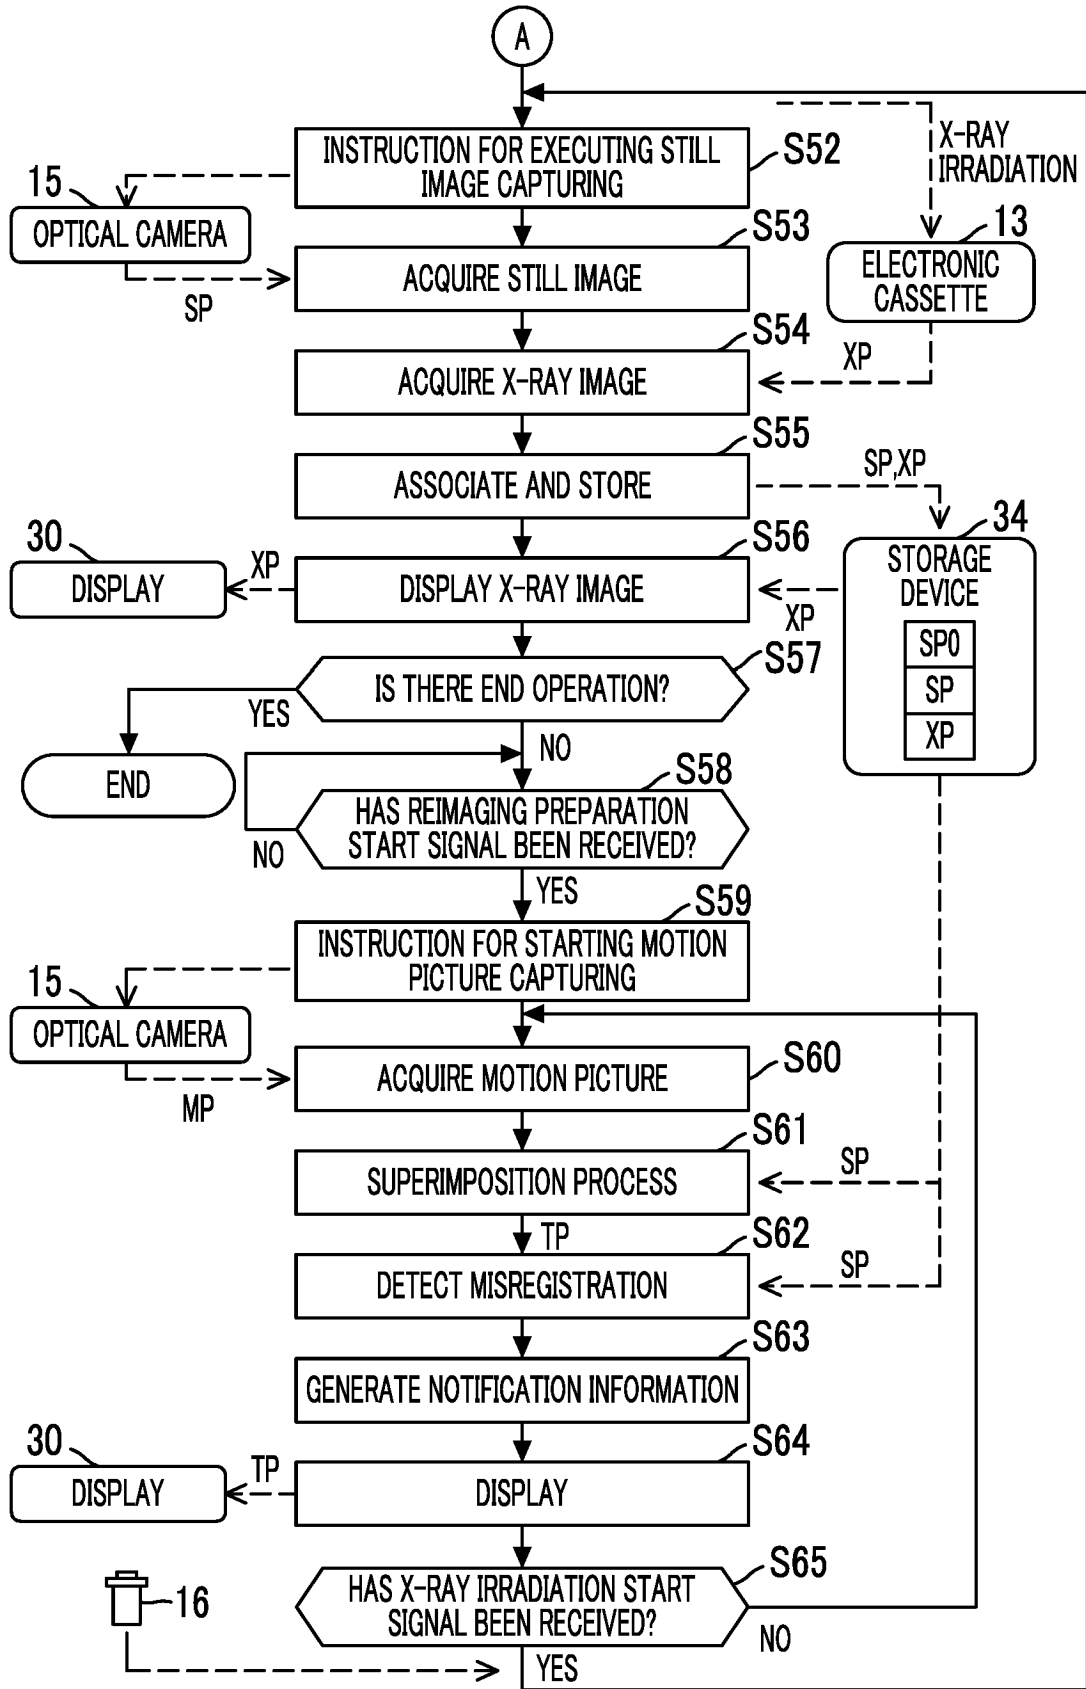 A
INSTRUCTION FOR EXECUTING STILL
IMAGE CAPTURING
S52
X-RAY
IRRADIATION
15
OPTICAL CAMERA
SP
S53
ACQUIRE STILL IMAGE
13
ELECTRONIC
CASSETTE
XP
S54
ACQUIRE X-RAY IMAGE
S55
ASSOCIATE AND STORE
SP,XP
34
STORAGE
DEVICE
SP0
SP
XP
30
DISPLAY
XP
S56
DISPLAY X-RAY IMAGE
XP
S57
IS THERE END OPERATION?
YES
NO
END
S58
HAS REIMAGING PREPARATION
START SIGNAL BEEN RECEIVED?
NO
YES
S59
INSTRUCTION FOR STARTING MOTION
PICTURE CAPTURING
15
OPTICAL CAMERA
MP
S60
ACQUIRE MOTION PICTURE
S61
SUPERIMPOSITION PROCESS
SP
TP
S62
DETECT MISREGISTRATION
SP
S63
GENERATE NOTIFICATION INFORMATION
S64
DISPLAY
30
DISPLAY
TP
S65
HAS X-RAY IRRADIATION START
SIGNAL BEEN RECEIVED?
NO
16
YES